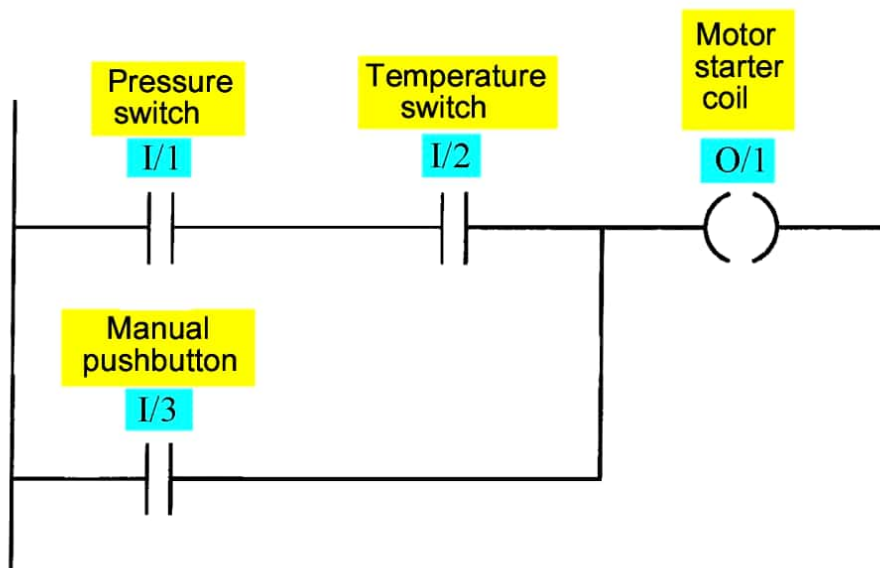 Pressure
switch
I/1
Temperature
switch
I/2
Motor
starter
coil
O/1
Manual
pushbutton
I/3